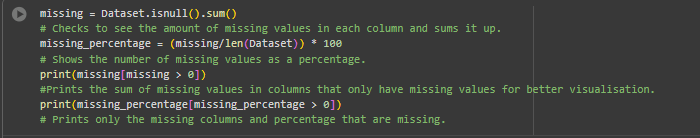 missing = Dataset.isnull().sum()
# Checks to see the amount of missing values in each column and sums it up.
missing_percentage = (missing/len(Dataset)) * 100
# Shows the number of missing values as a percentage.
print(missing[missing > 0])
#Prints the sum of missing values in columns that only have missing values for better visualisation.
print(missing_percentage[missing_percentage > 0])
# Prints only the missing columns and percentage that are missing.